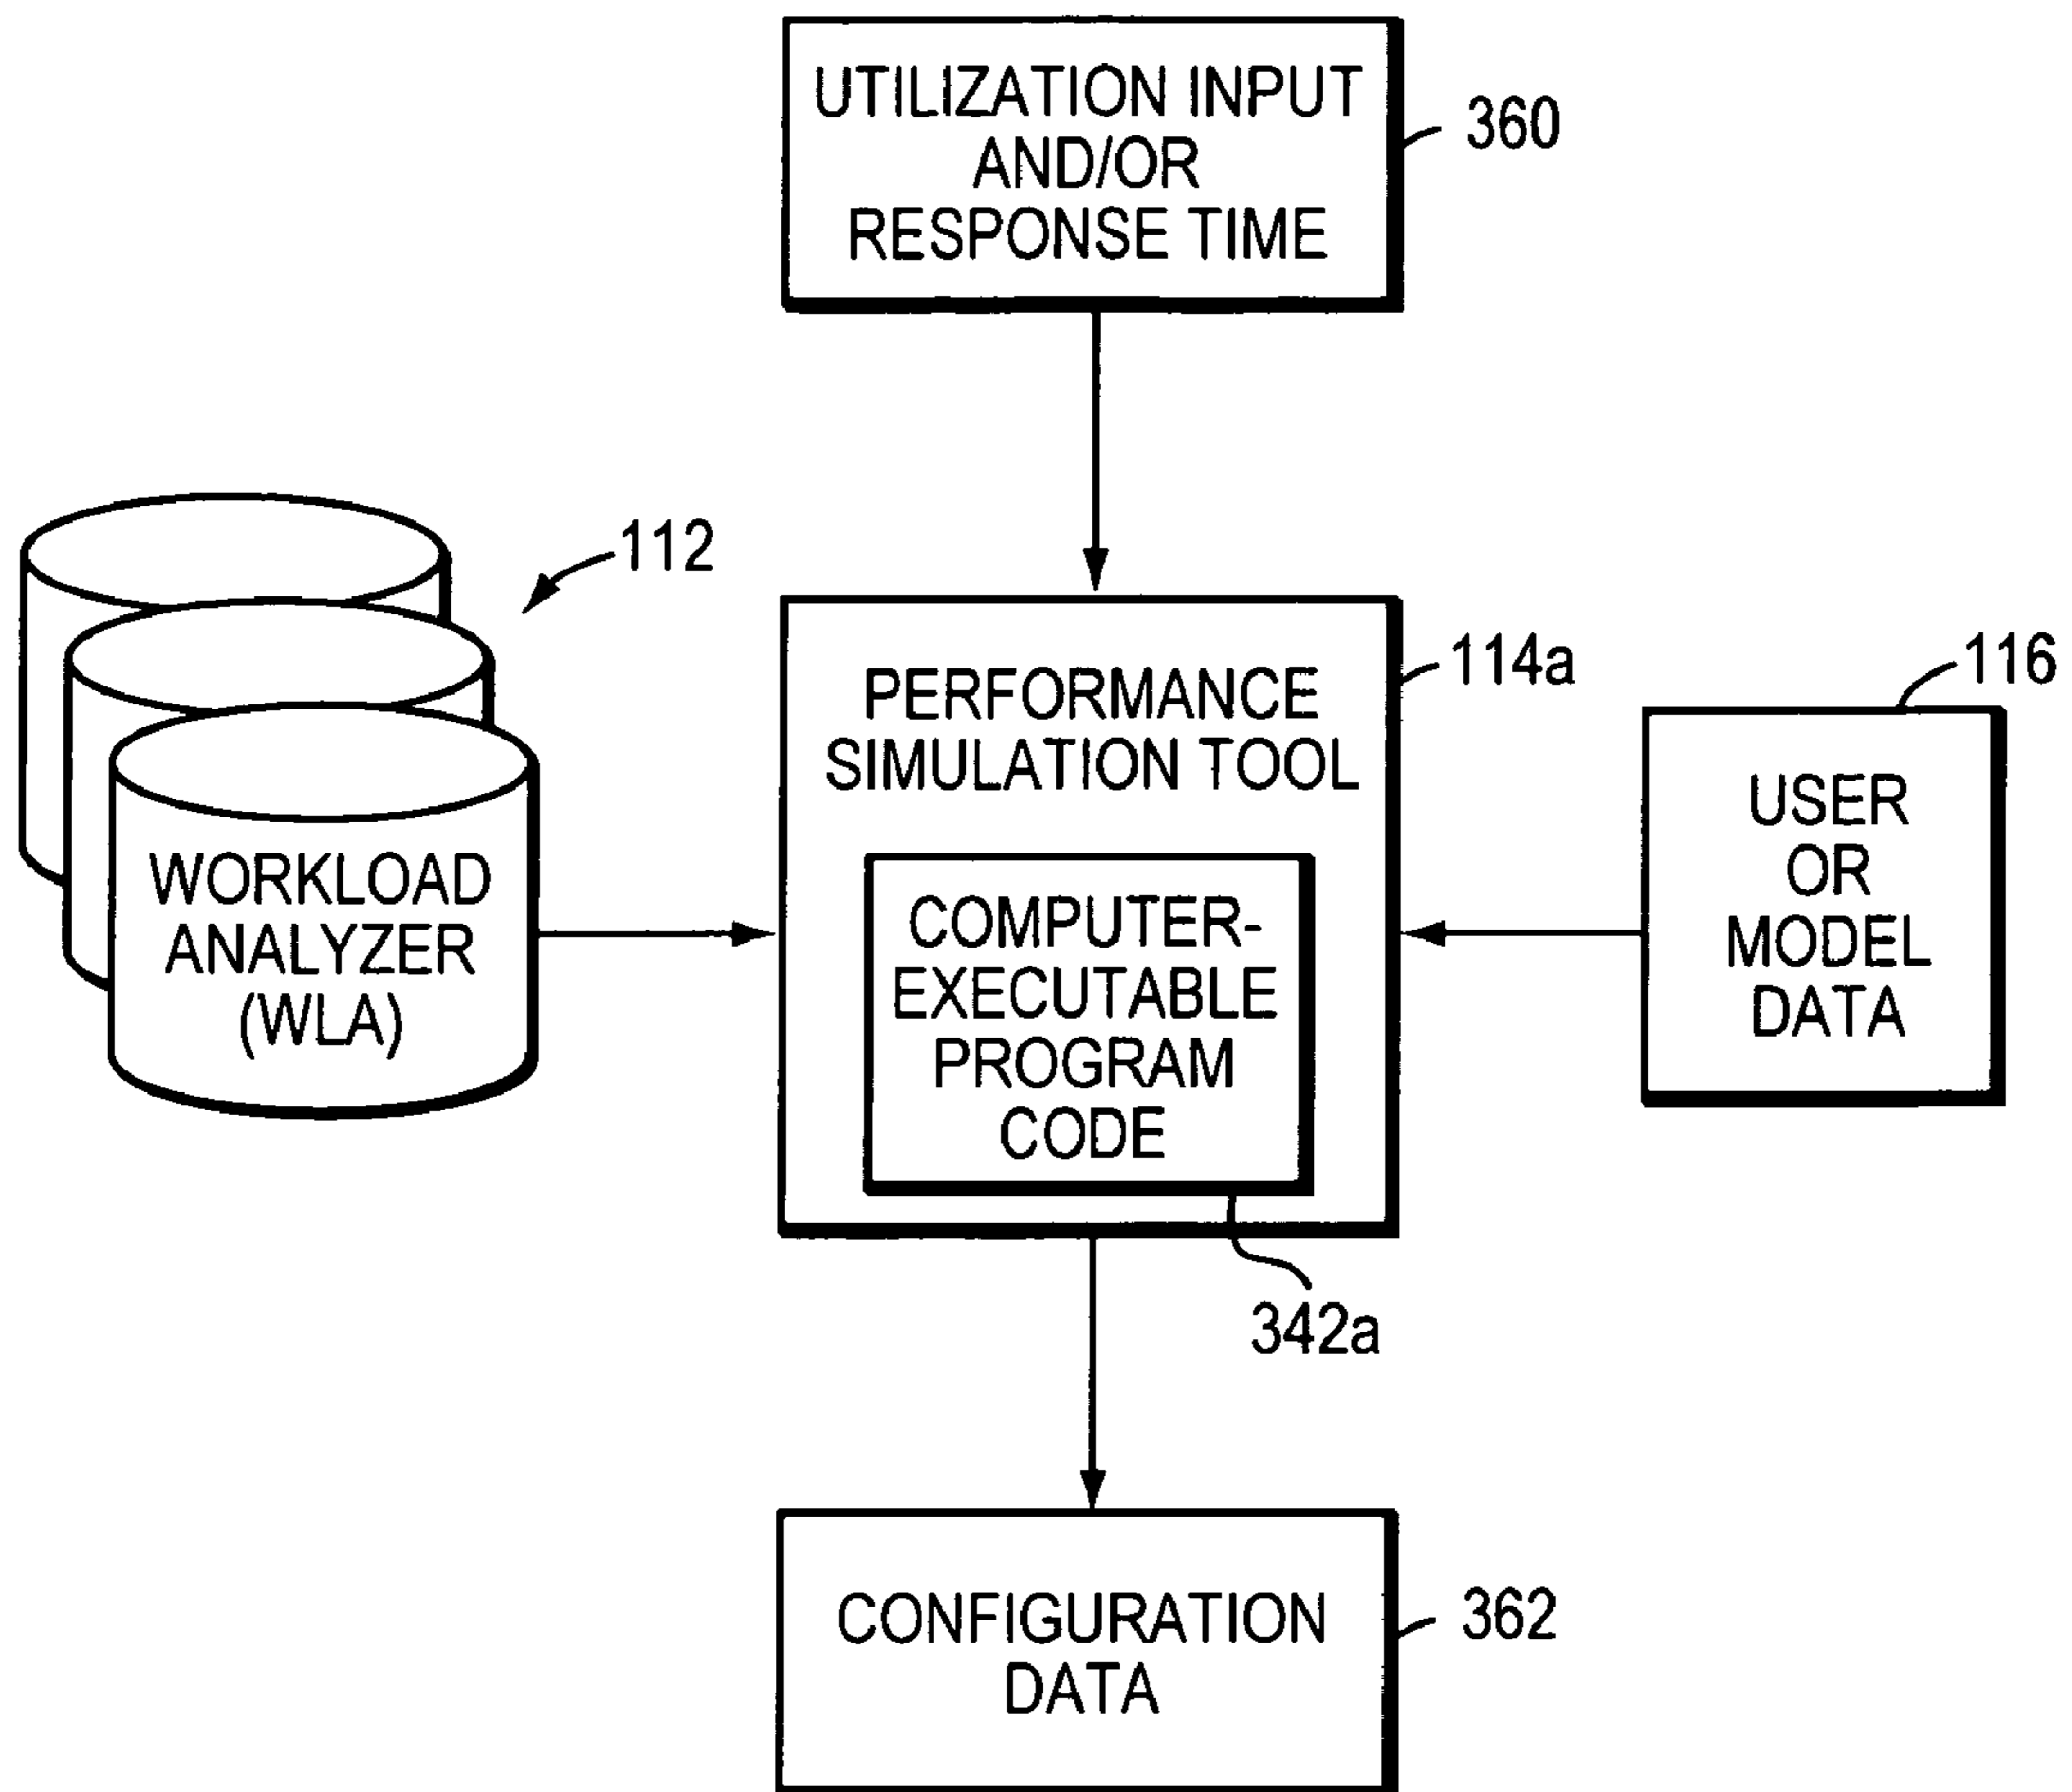 UTILIZATION INPUT
AND/OR
RESPONSE TIME
360
112
WORKLOAD
ANALYZER
(WLA)
PERFORMANCE
SIMULATION TOOL
114a
COMPUTER-
EXECUTABLE
PROGRAM
CODE
342a
116
USER
OR
MODEL
DATA
CONFIGURATION
DATA
362